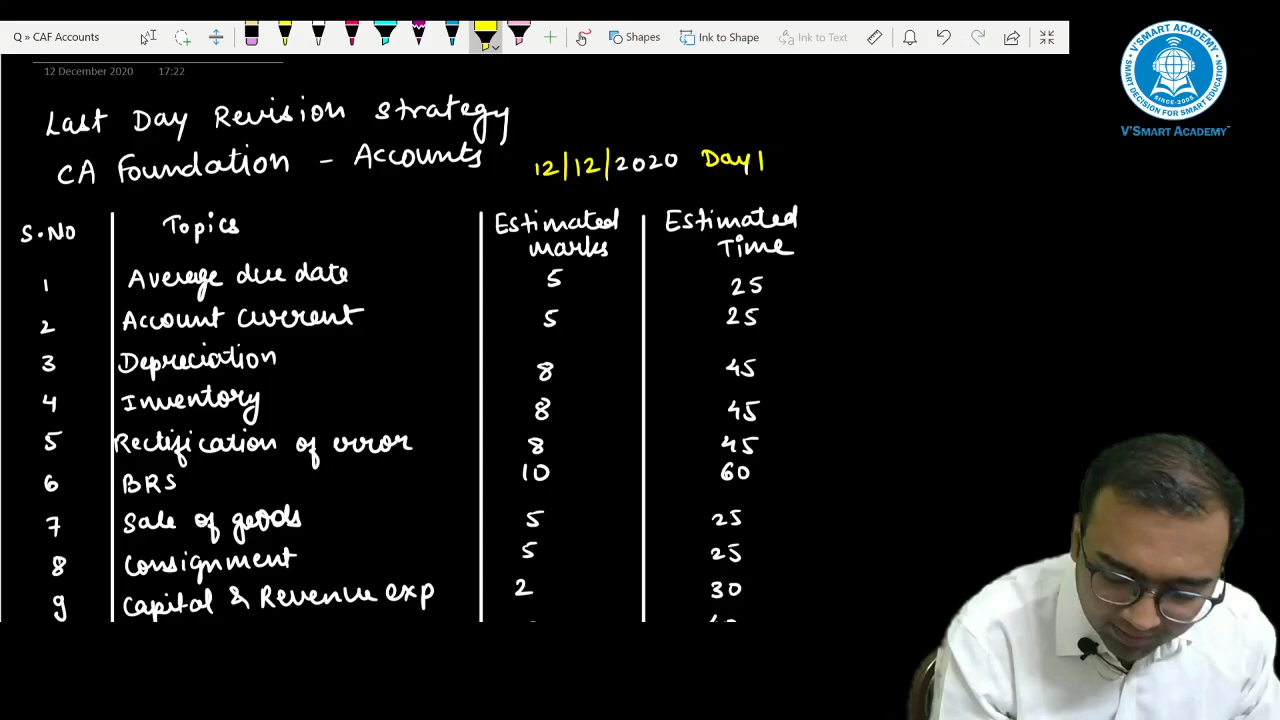 Q » CAF Accounts
Shapes
Ink to Shape
Ink to Text
12 December 2020 17:22
Last Day Revision Strategy
CA Foundation - Accounts 12/12/2020 Day 1
S.No Topics Estimated marks Estimated Time
1 Average due date 5 25
2 Account current 5 25
3 Depreciation 8 45
4 Inventory 8 45
5 Rectification of error 8 45
6 BRS 10 60
7 Sale of goods 5 25
8 Consignment 5 25
9 Capital & Revenue exp 2 30
V'SMART ACADEMY
SMART DECISION FOR SMART EDUCATION
SINCE-2006
V'SMART ACADEMY